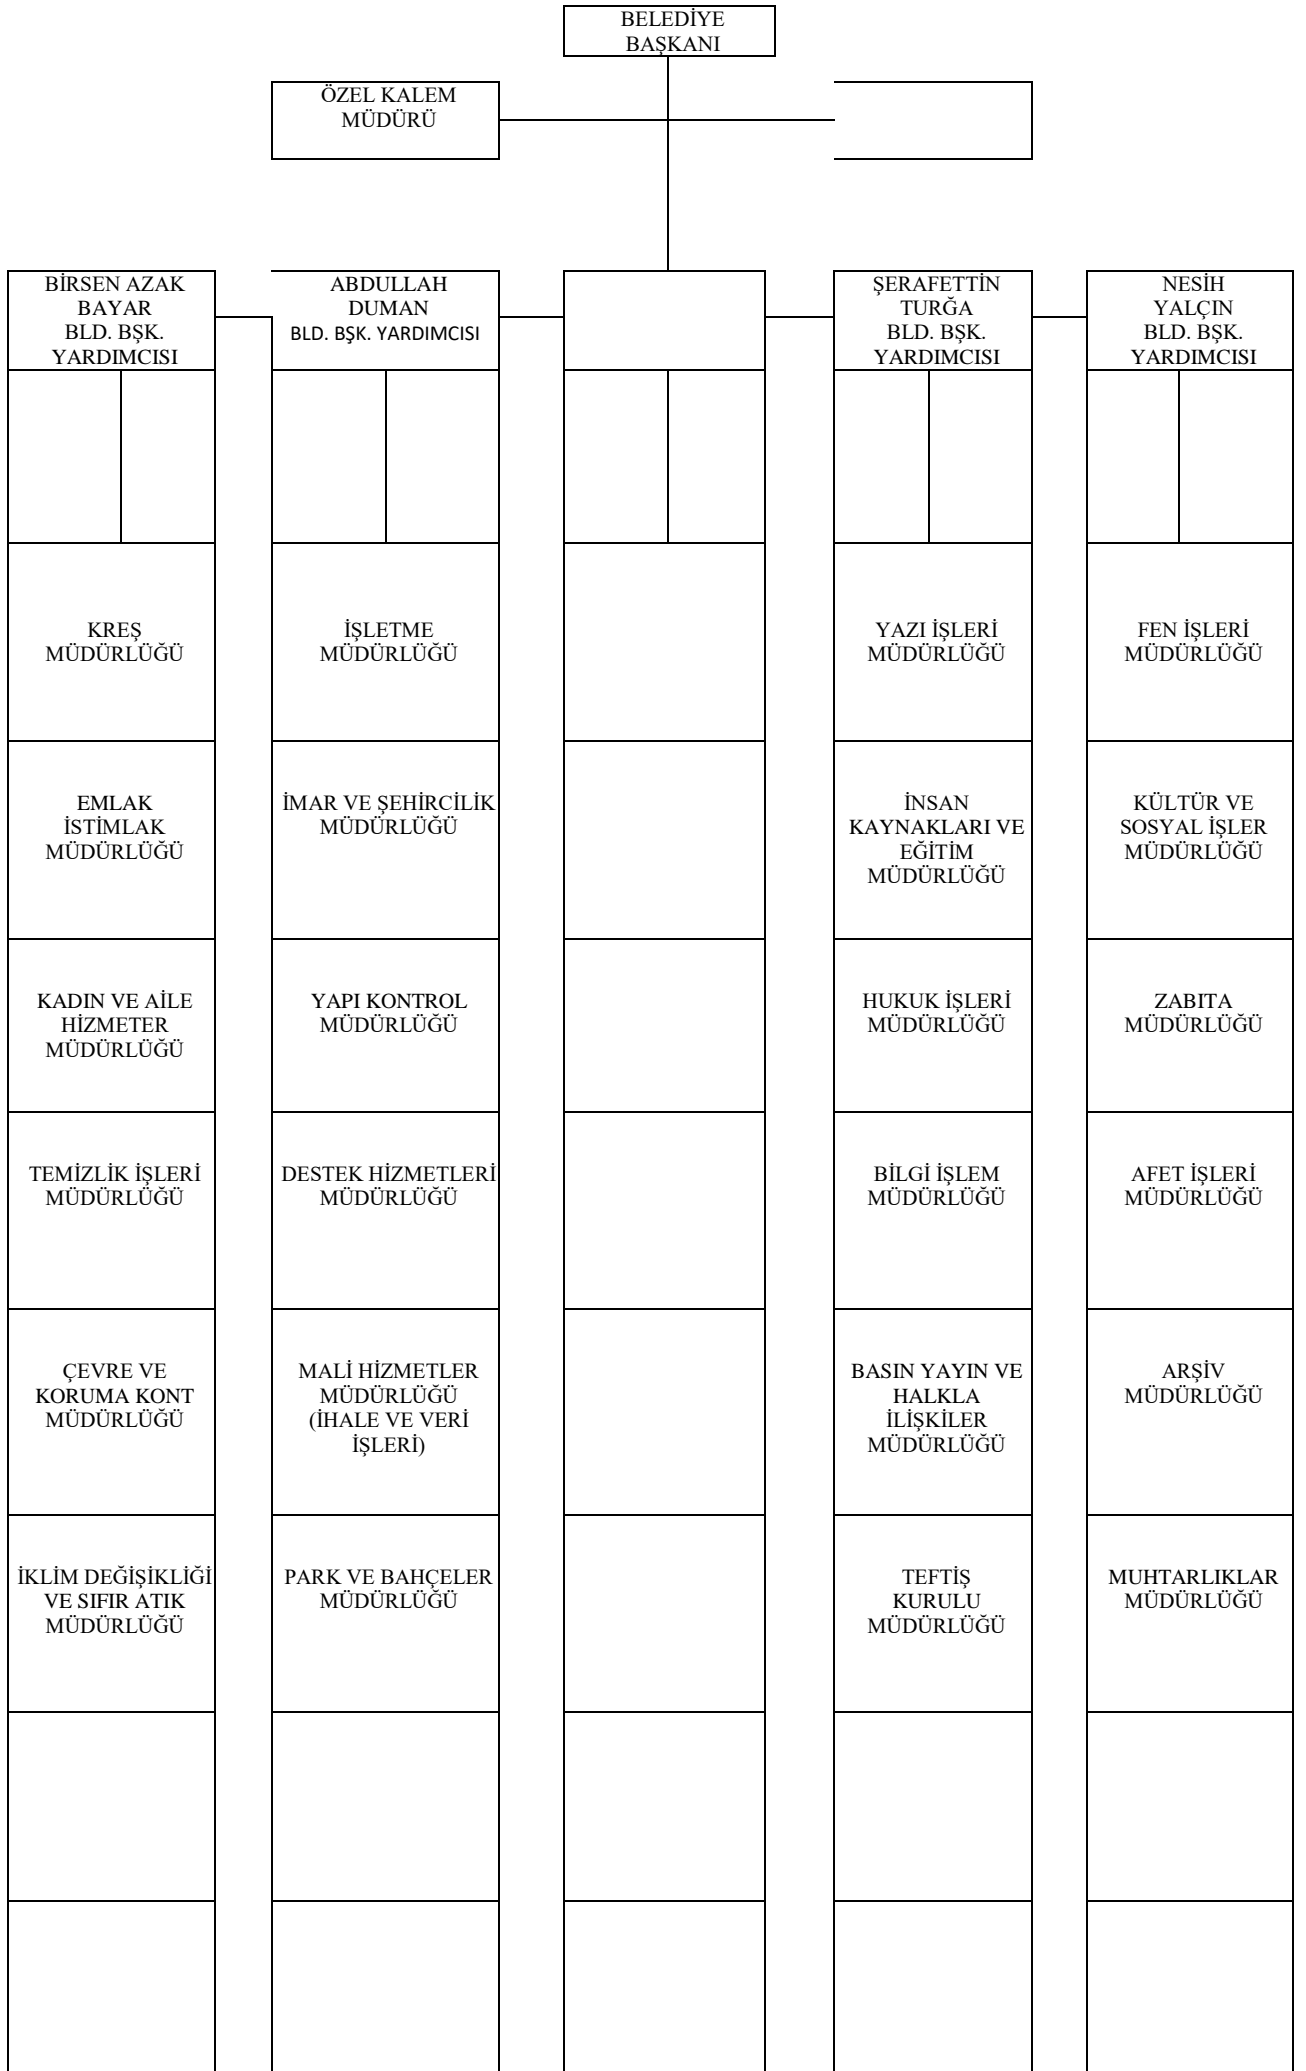 BELEDİYE
BAŞKANI
ÖZEL KALEM
MÜDÜRÜ
BİRSEN AZAK
BAYAR
BLD. BŞK.
YARDIMCISI
ABDULLAH
DUMAN
BLD. BŞK. YARDIMCISI
ŞERAFETTİN
TURĞA
BLD. BŞK.
YARDIMCISI
NESİH
YALÇIN
BLD. BŞK.
YARDIMCISI
KREŞ
MÜDÜRLÜĞÜ
İŞLETME
MÜDÜRLÜĞÜ
YAZI İŞLERİ
MÜDÜRLÜĞÜ
FEN İŞLERİ
MÜDÜRLÜĞÜ
EMLAK
İSTİMLAK
MÜDÜRLÜĞÜ
İMAR VE ŞEHİRCİLİK
MÜDÜRLÜĞÜ
İNSAN
KAYNAKLARI VE
EĞİTİM
MÜDÜRLÜĞÜ
KÜLTÜR VE
SOSYAL İŞLER
MÜDÜRLÜĞÜ
KADIN VE AİLE
HİZMETER
MÜDÜRLÜĞÜ
YAPI KONTROL
MÜDÜRLÜĞÜ
HUKUK İŞLERİ
MÜDÜRLÜĞÜ
ZABITA
MÜDÜRLÜĞÜ
TEMİZLİK İŞLERİ
MÜDÜRLÜĞÜ
DESTEK HİZMETLERİ
MÜDÜRLÜĞÜ
BİLGİ İŞLEM
MÜDÜRLÜĞÜ
AFET İŞLERİ
MÜDÜRLÜĞÜ
ÇEVRE VE
KORUMA KONT
MÜDÜRLÜĞÜ
MALİ HİZMETLER
MÜDÜRLÜĞÜ
(İHALE VE VERİ
İŞLERİ)
BASIN YAYIN VE
HALKLA
İLİŞKİLER
MÜDÜRLÜĞÜ
ARŞİV
MÜDÜRLÜĞÜ
İKLİM DEĞİŞİKLİĞİ
VE SIFIR ATIK
MÜDÜRLÜĞÜ
PARK VE BAHÇELER
MÜDÜRLÜĞÜ
TEFTİŞ
KURULU
MÜDÜRLÜĞÜ
MUHTARLIKLAR
MÜDÜRLÜĞÜ